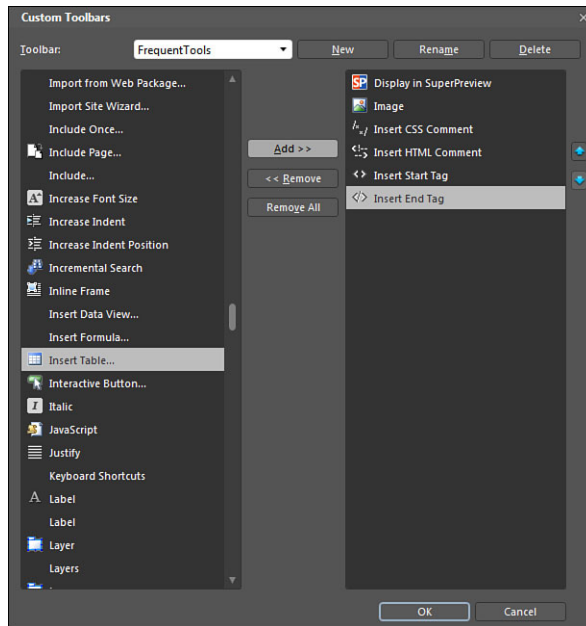 Custom Toolbars
Toolbar: FrequentTools New Rename Delete
Import from Web Package...
Import Site Wizard...
Include Once...
Include Page...
Include...
Increase Font Size
Increase Indent
Increase Indent Position
Incremental Search
Inline Frame
Insert Data View...
Insert Formula...
Insert Table...
Interactive Button...
Italic
JavaScript
Justify
Keyboard Shortcuts
A Label
Label
Layer
Layers
Add >>
<< Remove
Remove All
SP Display in SuperPreview
Image
Insert CSS Comment
Insert HTML Comment
Insert Start Tag
Insert End Tag
OK Cancel